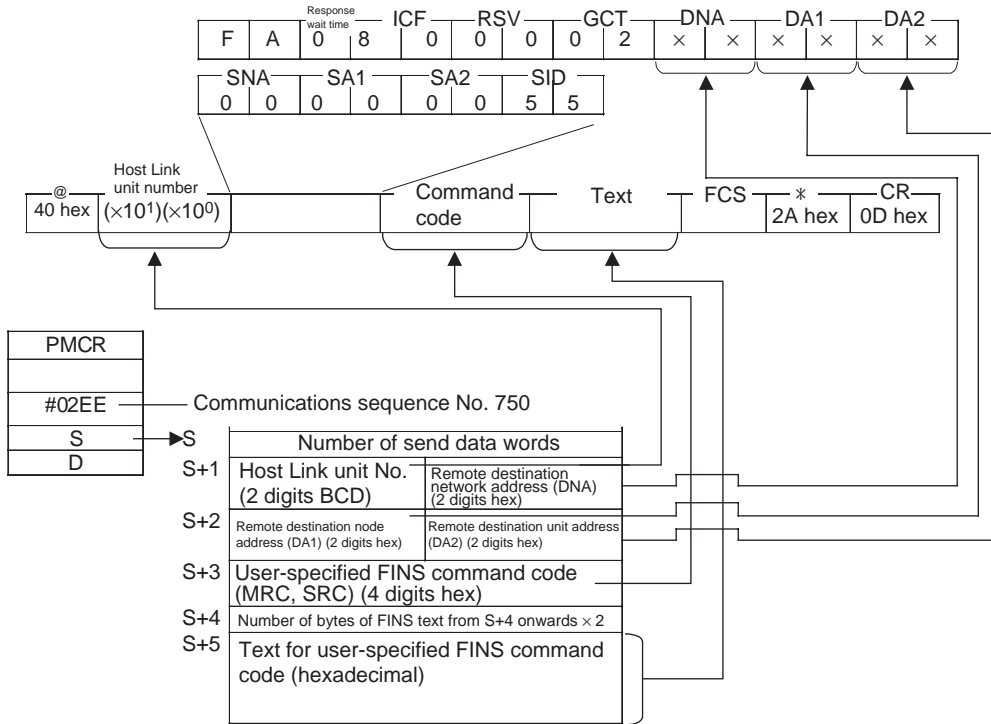 Response
wait time ICF RSV GCT DNA DA1 DA2
F A 0 8 0 0 0 0 2 × × × × × ×
SNA SA1 SA2 SID
0 0 0 0 0 0 5 5
Host Link
unit number
@ Command code Text FCS * CR
40 hex (×10¹)(×10⁰) 2A hex 0D hex
PMCR
#02EE Communications sequence No. 750
S S Number of send data words
D
S+1 Host Link unit No.
(2 digits BCD)
Remote destination
network address (DNA)
(2 digits hex)
S+2 Remote destination node
address (DA1) (2 digits hex)
Remote destination unit address
(DA2) (2 digits hex)
S+3 User-specified FINS command code
(MRC, SRC) (4 digits hex)
S+4 Number of bytes of FINS text from S+4 onwards × 2
S+5 Text for user-specified FINS command
code (hexadecimal)